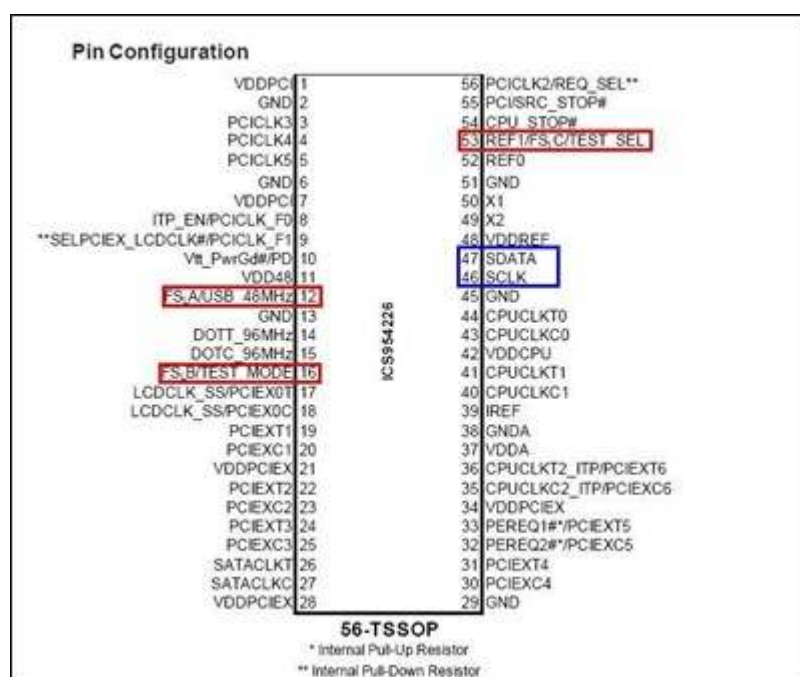 Pin Configuration
VDDPCI 1
GND 2
PCICLK3 3
PCICLK4 4
PCICLK5 5
GND 6
VDDPCI 7
ITP_EN/PCICLK_F0 8
**SELPCIEX_LCDCLK#/PCICLK_F1 9
Vtt_PwrGd#/PD 10
VDD48 11
FS_A/USB_48MHz 12
GND 13
DOTT_96MHz 14
DOTC_96MHz 15
FS_B/TEST_MODE 16
LCDCLK_SS/PCIEX0T 17
LCDCLK_SS/PCIEX0C 18
PCIEXT1 19
PCIEXC1 20
VDDPCIEX 21
PCIEXT2 22
PCIEXC2 23
PCIEXT3 24
PCIEXC3 25
SATACLKT 26
SATACLKC 27
VDDPCIEX 28
ICS954226
56 PCICLK2/REQ_SEL**
55 PCI/SRC_STOP#
54 CPU_STOP#
53 REF1/FS_C/TEST_SEL
52 REF0
51 GND
50 X1
49 X2
48 VDDREF
47 SDATA
46 SCLK
45 GND
44 CPUCLKT0
43 CPUCLKC0
42 VDDCPU
41 CPUCLKT1
40 CPUCLKC1
39 IREF
38 GNDA
37 VDDA
36 CPUCLKT2_ITP/PCIEXT6
35 CPUCLKC2_ITP/PCIEXC6
34 VDDPCIEX
33 PEREQ1#*/PCIEXT5
32 PEREQ2#*/PCIEXC5
31 PCIEXT4
30 PCIEXC4
29 GND
56-TSSOP
* Internal Pull-Up Resistor
** Internal Pull-Down Resistor